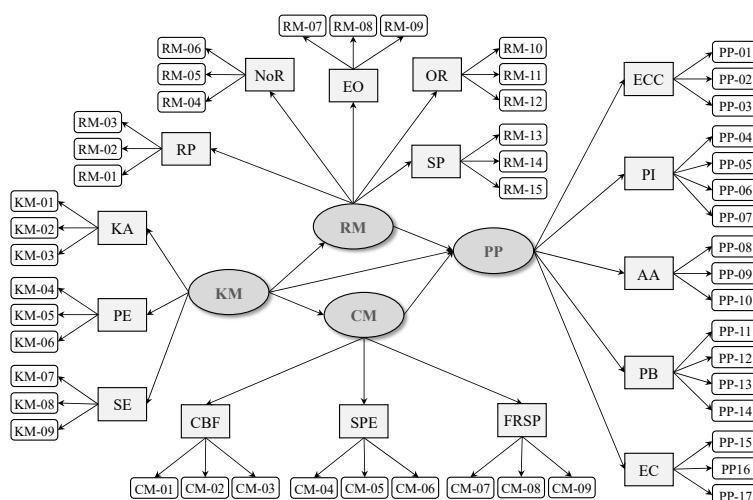 RM-07
RM-08
RM-09
RM-06
RM-05
RM-04
NoR
EO
OR
RM-10
RM-11
RM-12
ECC
PP-01
PP-02
PP-03
RM-03
RM-02
RM-01
RP
SP
RM-13
RM-14
RM-15
PI
PP-04
PP-05
PP-06
PP-07
KM-01
KM-02
KM-03
KA
RM
PP
AA
PP-08
PP-09
PP-10
KM-04
KM-05
KM-06
PE
KM
CM
PB
PP-11
PP-12
PP-13
PP-14
KM-07
KM-08
KM-09
SE
CBF
SPE
FRSP
EC
PP-15
PP16
PP-17
CM-01
CM-02
CM-03
CM-04
CM-05
CM-06
CM-07
CM-08
CM-09